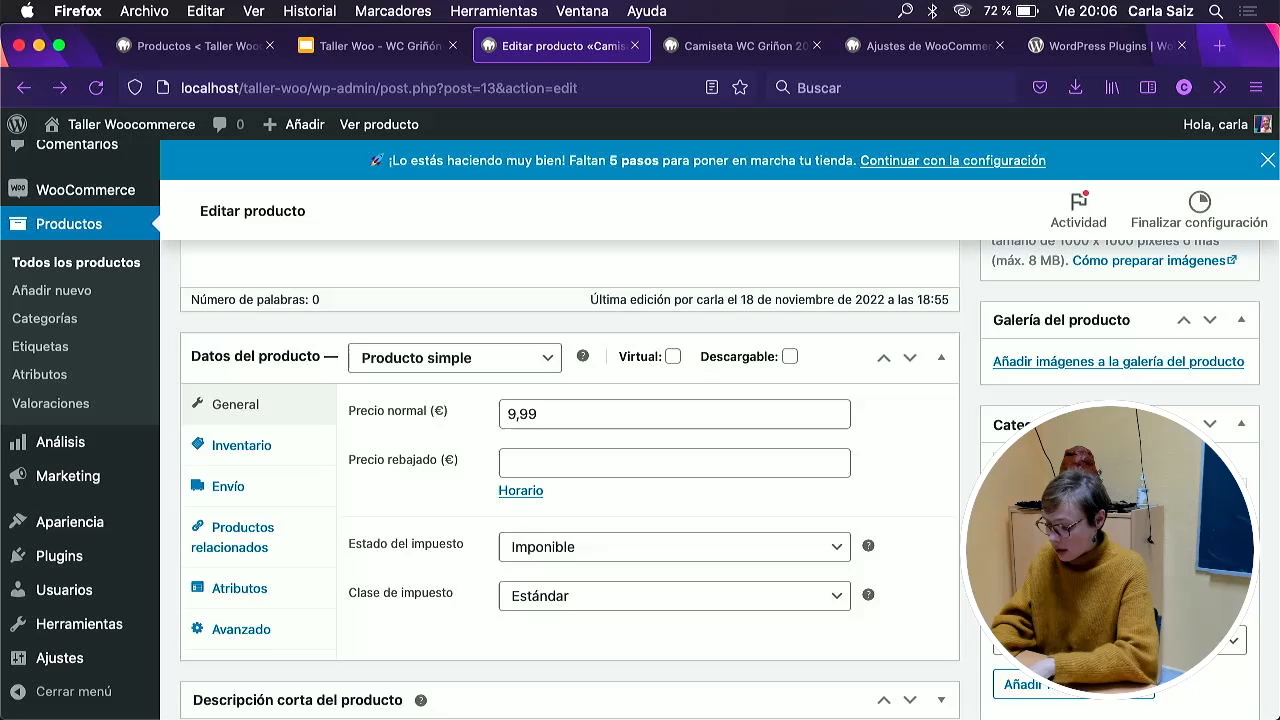 Firefox Archivo Editar Ver Historial Marcadores Herramientas Ventana Ayuda 72 % Vie 20:06 Carla Saiz
Productos < Taller Woo
Taller Woo - WC Griñón
Editar producto «Camis
Camiseta WC Griñon 20
Ajustes de WooCommer
WordPress Plugins | Wo
localhost/taller-woo/wp-admin/post.php?post=13&action=edit
Buscar
Taller Woocommerce 0 Añadir Ver producto Hola, carla
¡Lo estás haciendo muy bien! Faltan 5 pasos para poner en marcha tu tienda. Continuar con la configuración
Comentarios
WooCommerce
Productos
Todos los productos
Añadir nuevo
Categorías
Etiquetas
Atributos
Valoraciones
Análisis
Marketing
Apariencia
Plugins
Usuarios
Herramientas
Ajustes
Cerrar menú
Editar producto
Actividad
Finalizar configuración
Número de palabras: 0
Última edición por carla el 18 de noviembre de 2022 a las 18:55
Datos del producto — Producto simple Virtual: Descargable:
General
Inventario
Envío
Productos
relacionados
Atributos
Avanzado
Precio normal (€) 9,99
Precio rebajado (€)
Horario
Estado del impuesto Imponible
Clase de impuesto Estándar
Descripción corta del producto
tamaño de 1000 x 1000 píxeles o más
(máx. 8 MB). Cómo preparar imágenes
Galería del producto
Añadir imágenes a la galería del producto
Cate
Añadir